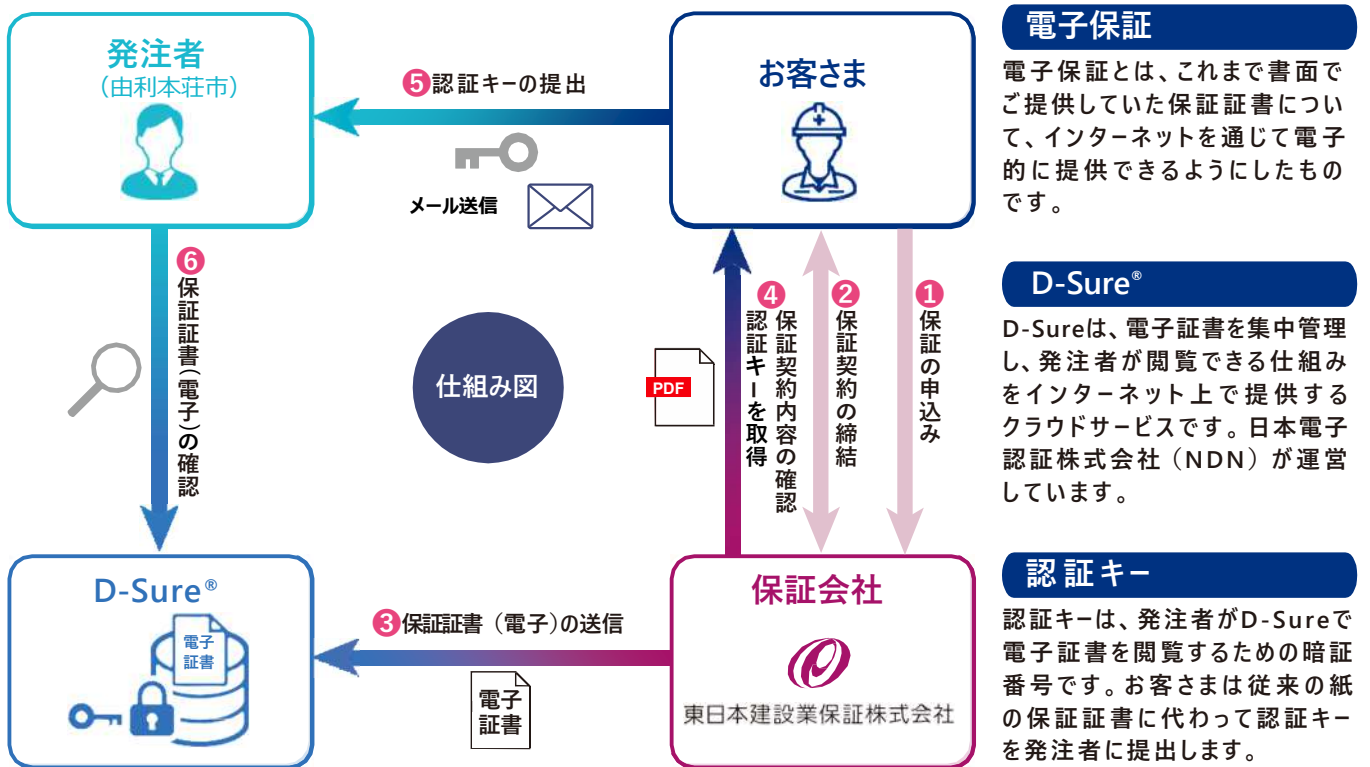 発注者
（由利本荘市）
❺認証キーの提出
メール送信
お客さま
❻保証証書（電子）の確認
仕組み図
PDF
❹保証契約内容の確認
認証キーを取得
❷保証契約の締結
❶保証の申込み
D-Sure®
電子
証書
❸保証証書（電子）の送信
電子
証書
保証会社
東日本建設業保証株式会社
電子保証
電子保証とは、これまで書面で
ご提供していた保証証書につい
て、インターネットを通じて電子
的に提供できるようにしたもの
です。
D-Sure®
D-Sureは、電子証書を集中管理
し、発注者が閲覧できる仕組み
をインターネット上で提供する
クラウドサービスです。日本電子
認証株式会社（NDN）が運営
しています。
認証キー
認証キーは、発注者がD-Sureで
電子証書を閲覧するための暗証
番号です。お客さまは従来の紙
の保証証書に代わって認証キー
を発注者に提出します。